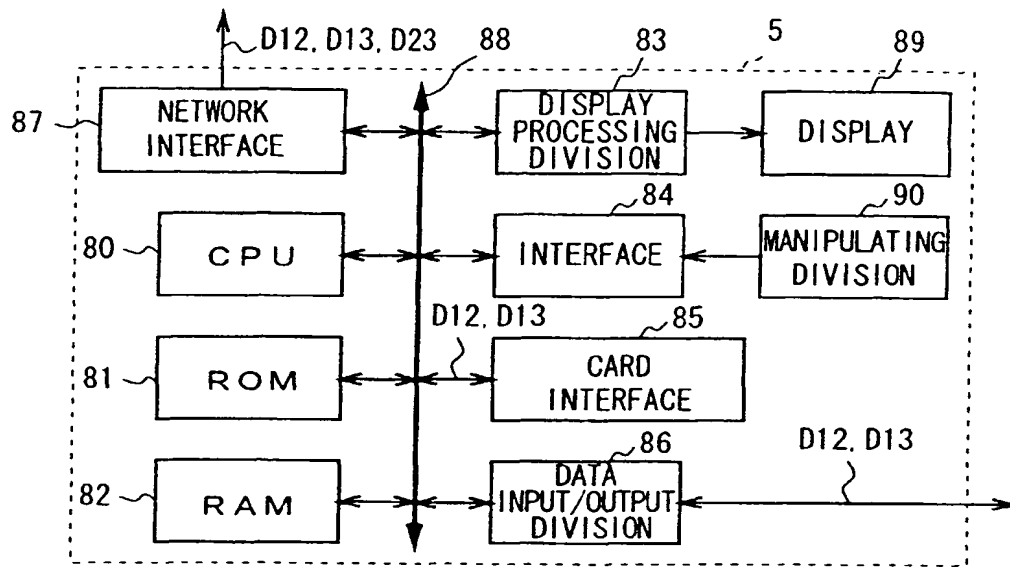 D12, D13, D23
88
83
5
89
87
NETWORK
INTERFACE
DISPLAY
PROCESSING
DIVISION
DISPLAY
84
90
80
CPU
INTERFACE
MANIPULATING
DIVISION
D12, D13
85
81
ROM
CARD
INTERFACE
86
D12, D13
82
RAM
DATA
INPUT/OUTPUT
DIVISION